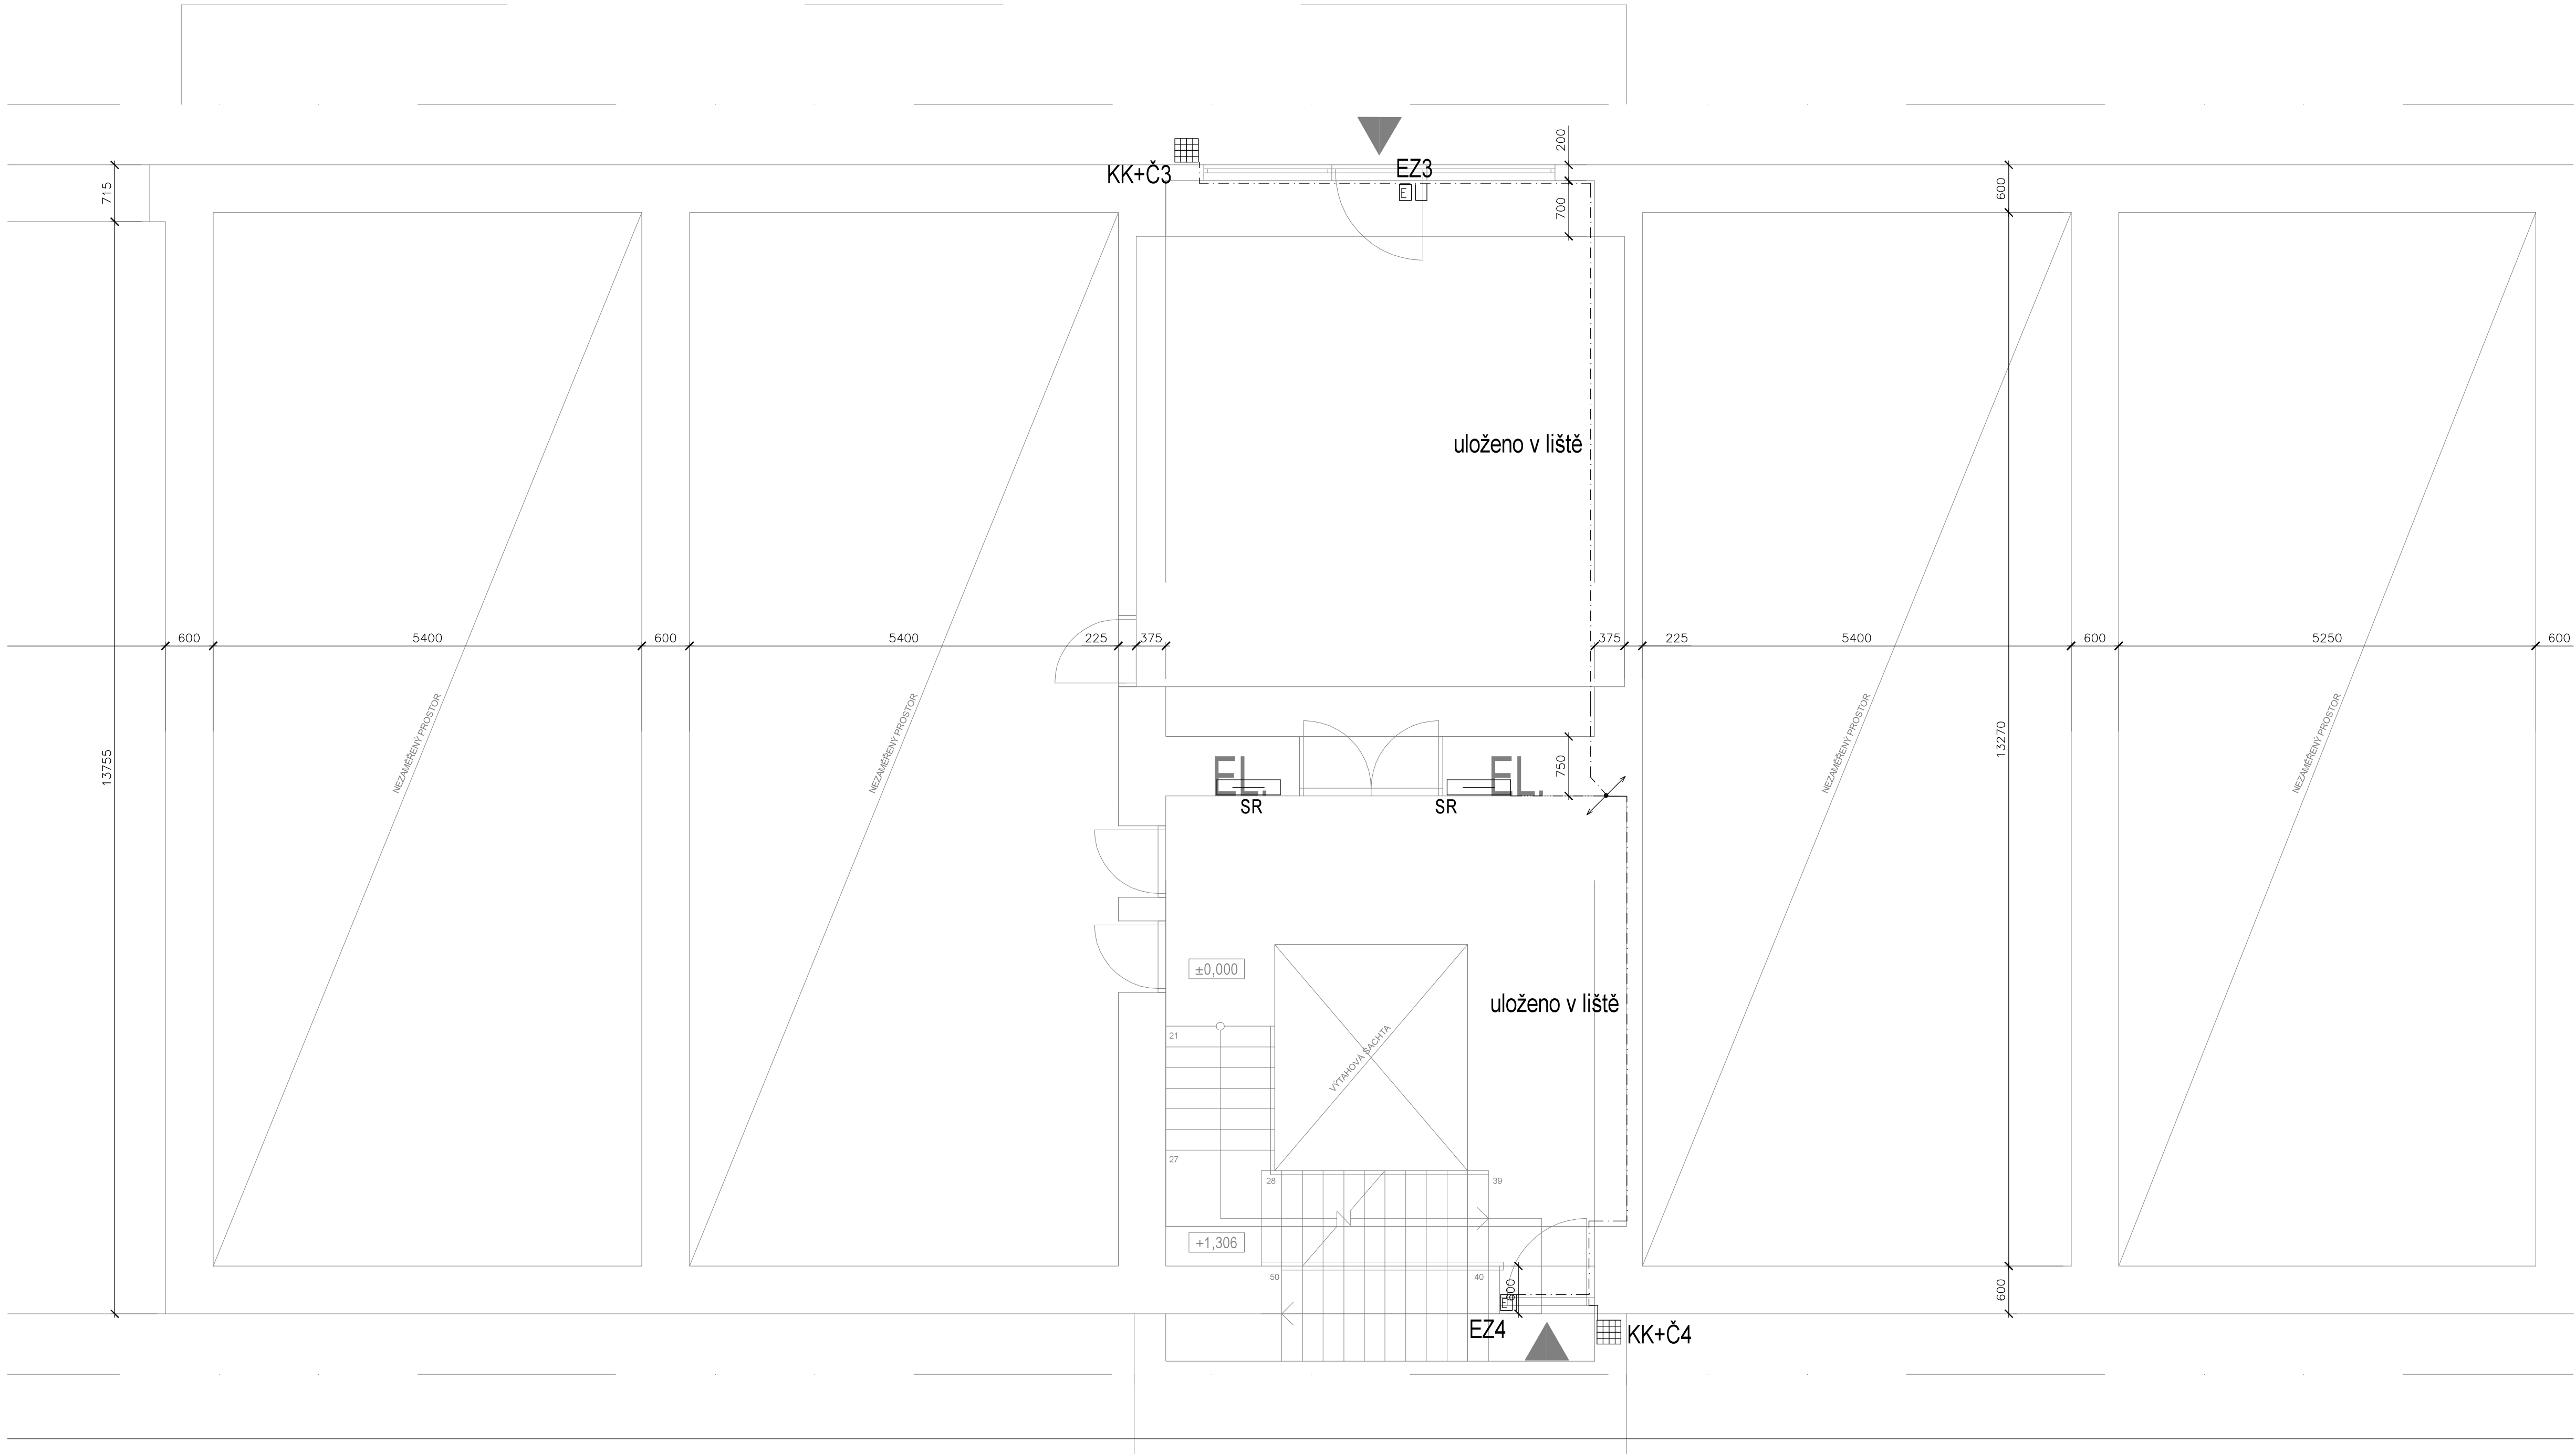 200
KK+Č3
EZ3
E
715
600
700
uloženo v liště
600
5400
600
5400
225
375
375
225
5400
600
5250
600
NEZAMĚŘENÝ PROSTOR
NEZAMĚŘENÝ PROSTOR
NEZAMĚŘENÝ PROSTOR
NEZAMĚŘENÝ PROSTOR
13755
13270
750
EL.
EL.
SR
SR
±0,000
uloženo v liště
21
VÝTAHOVÁ ŠACHTA
27
28
39
+1,306
50
40
600
600
E
EZ4
KK+Č4